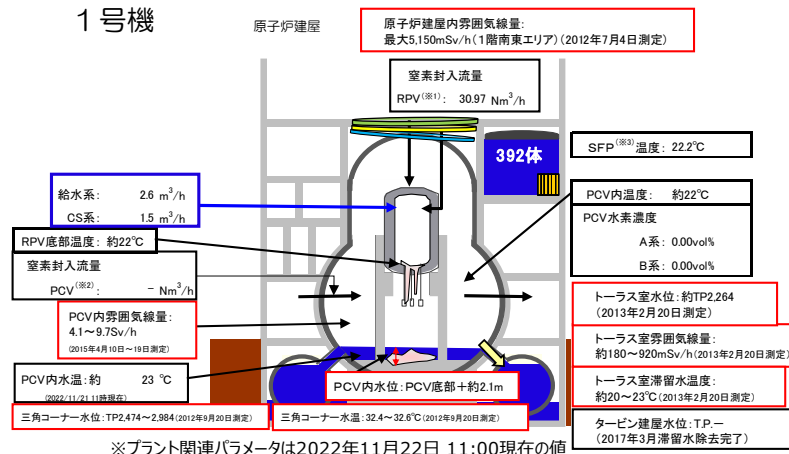 1号機
原子炉建屋
原子炉建屋内雰囲気線量:
最大5,150mSv/h(1階南東エリア)(2012年7月4日測定)
窒素封入流量
RPV(※1): 30.97 Nm³/h
392体
SFP(※3)温度: 22.2℃
給水系: 2.6 m³/h
CS系: 1.5 m³/h
PCV内温度: 約22℃
PCV水素濃度
A系: 0.00vol%
B系: 0.00vol%
RPV底部温度: 約22℃
窒素封入流量
PCV(※2): - Nm³/h
PCV内雰囲気線量:
4.1~9.7Sv/h
(2015年4月10日~19日測定)
トーラス室水位: 約TP2,264
(2013年2月20日測定)
トーラス室雰囲気線量:
約180~920mSv/h(2013年2月20日測定)
トーラス室滞留水温度:
約20~23℃(2013年2月20日測定)
PCV内水温: 約 23 ℃
(2022/11/21 11時現在)
PCV内水位: PCV底部+約2.1m
三角コーナー水位: TP2,474~2,984(2012年9月20日測定)
三角コーナー水温: 32.4~32.6℃(2012年9月20日測定)
タービン建屋水位: T.P.ー
(2017年3月滞留水除去完了)
※プラント関連パラメータは2022年11月22日 11:00現在の値